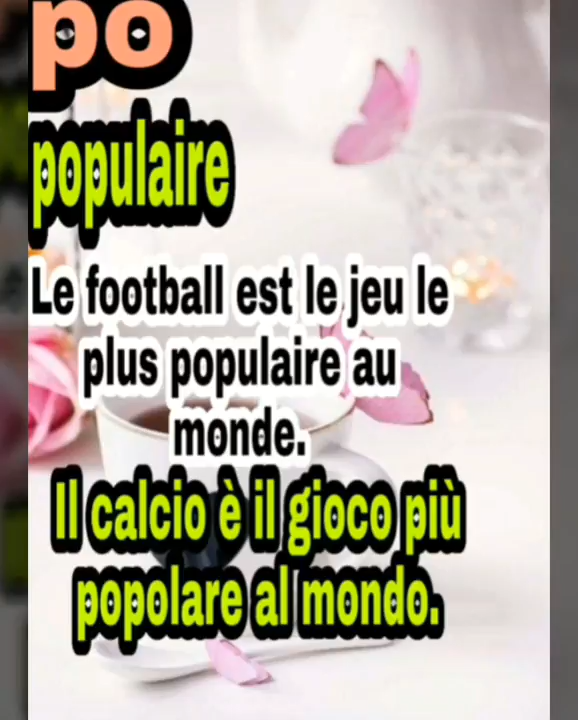 po
populaire
Le football est le jeu le
plus populaire au
monde.
Il calcio è il gioco più
popolare al mondo.